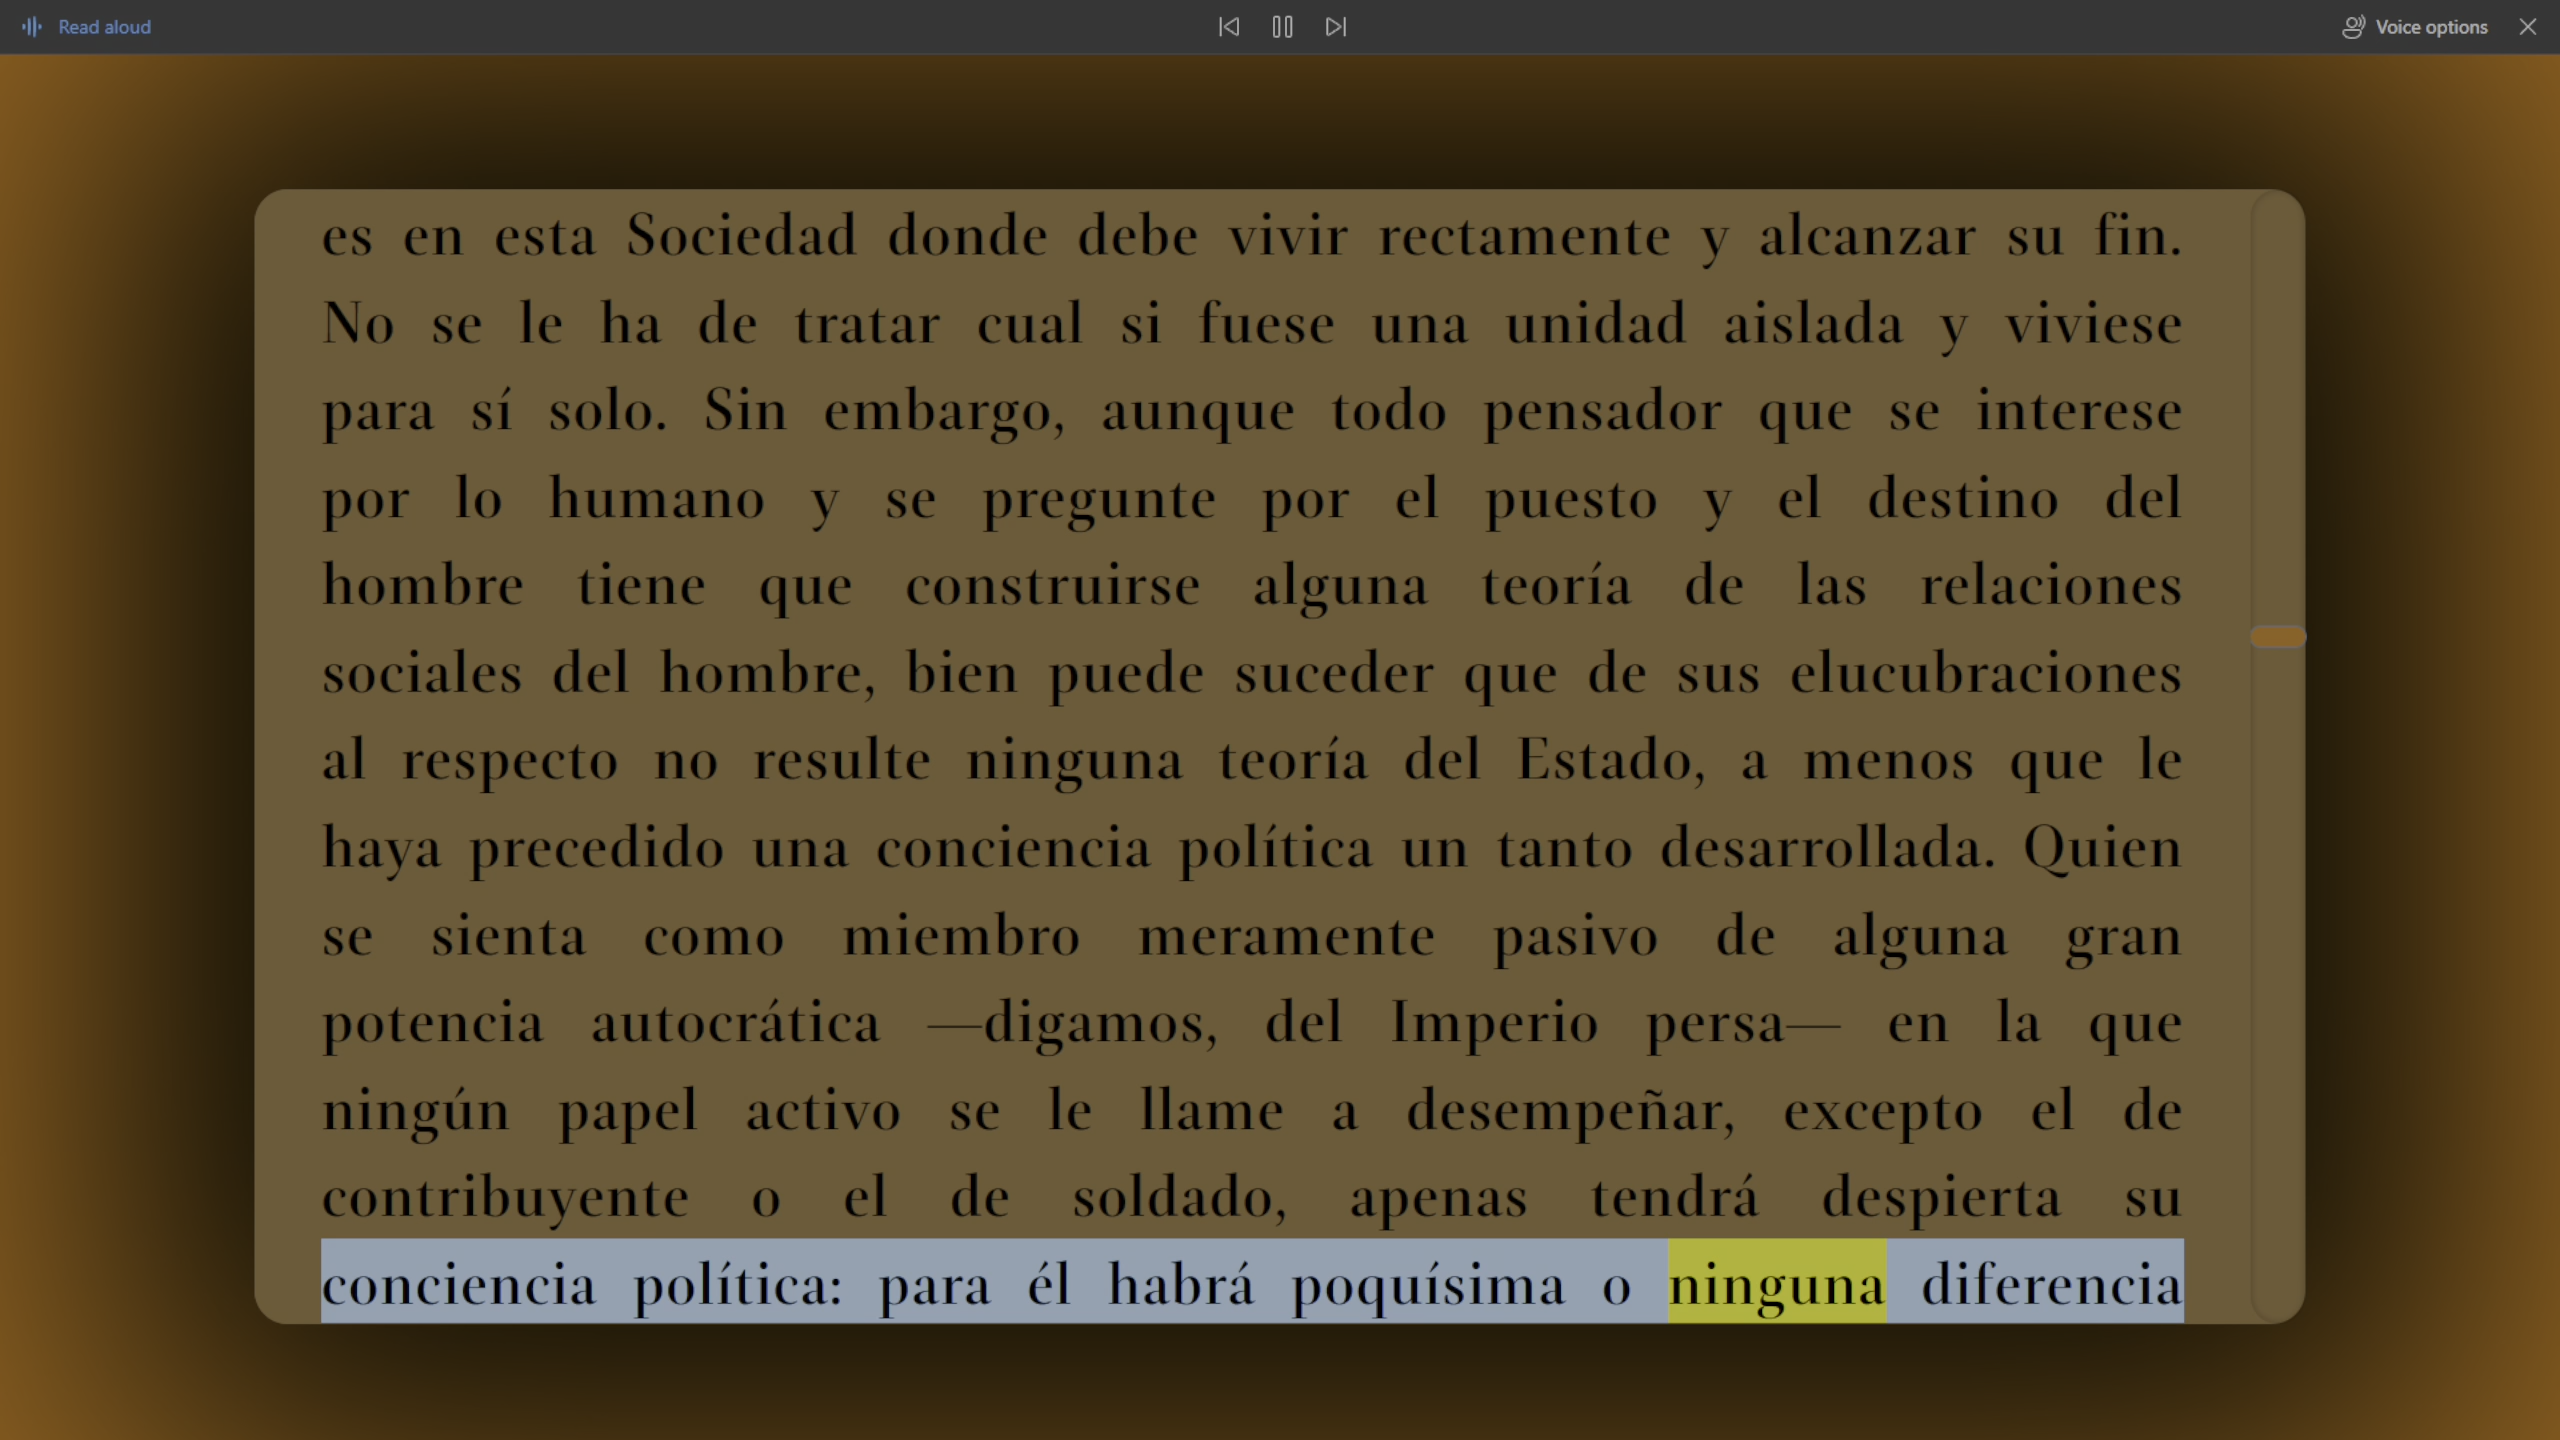 Read aloud
Voice options
es en esta Sociedad donde debe vivir rectamente y alcanzar su fin.
No se le ha de tratar cual si fuese una unidad aislada y viviese
para sí solo. Sin embargo, aunque todo pensador que se interese
por lo humano y se pregunte por el puesto y el destino del
hombre tiene que construirse alguna teoría de las relaciones
sociales del hombre, bien puede suceder que de sus elucubraciones
al respecto no resulte ninguna teoría del Estado, a menos que le
haya precedido una conciencia política un tanto desarrollada. Quien
se sienta como miembro meramente pasivo de alguna gran
potencia autocrática —digamos, del Imperio persa— en la que
ningún papel activo se le llame a desempeñar, excepto el de
contribuyente o el de soldado, apenas tendrá despierta su
conciencia política: para él habrá poquísima o ninguna diferencia